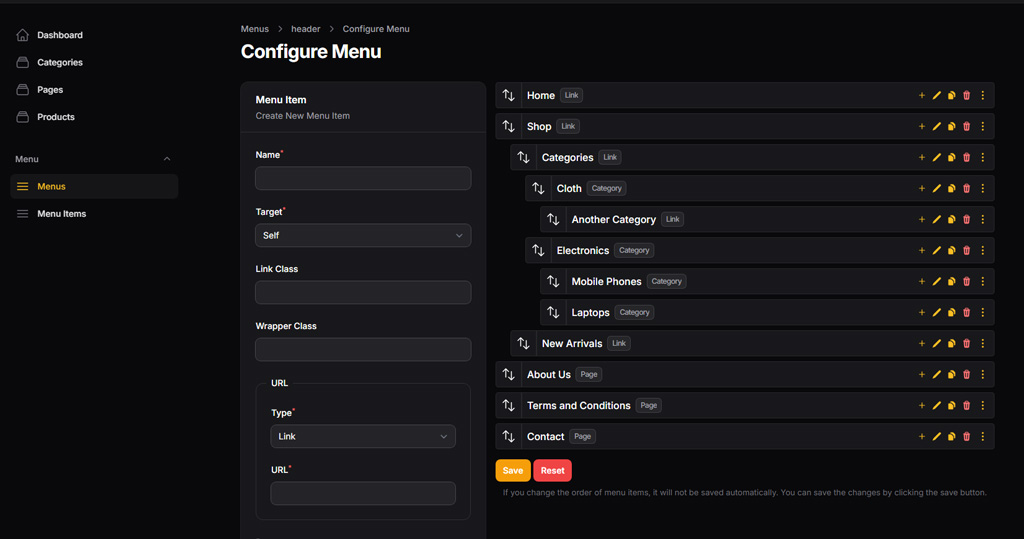 Dashboard
Categories
Pages
Products
Menu
Menus
Menu Items
Menus > header > Configure Menu
Configure Menu
Menu Item
Create New Menu Item
Name*
Target*
Self
Link Class
Wrapper Class
URL
Type*
Link
URL*
Home Link
Shop Link
Categories Link
Cloth Category
Another Category Link
Electronics Category
Mobile Phones Category
Laptops Category
New Arrivals Link
About Us Page
Terms and Conditions Page
Contact Page
Save Reset
If you change the order of menu items, it will not be saved automatically. You can save the changes by clicking the save button.